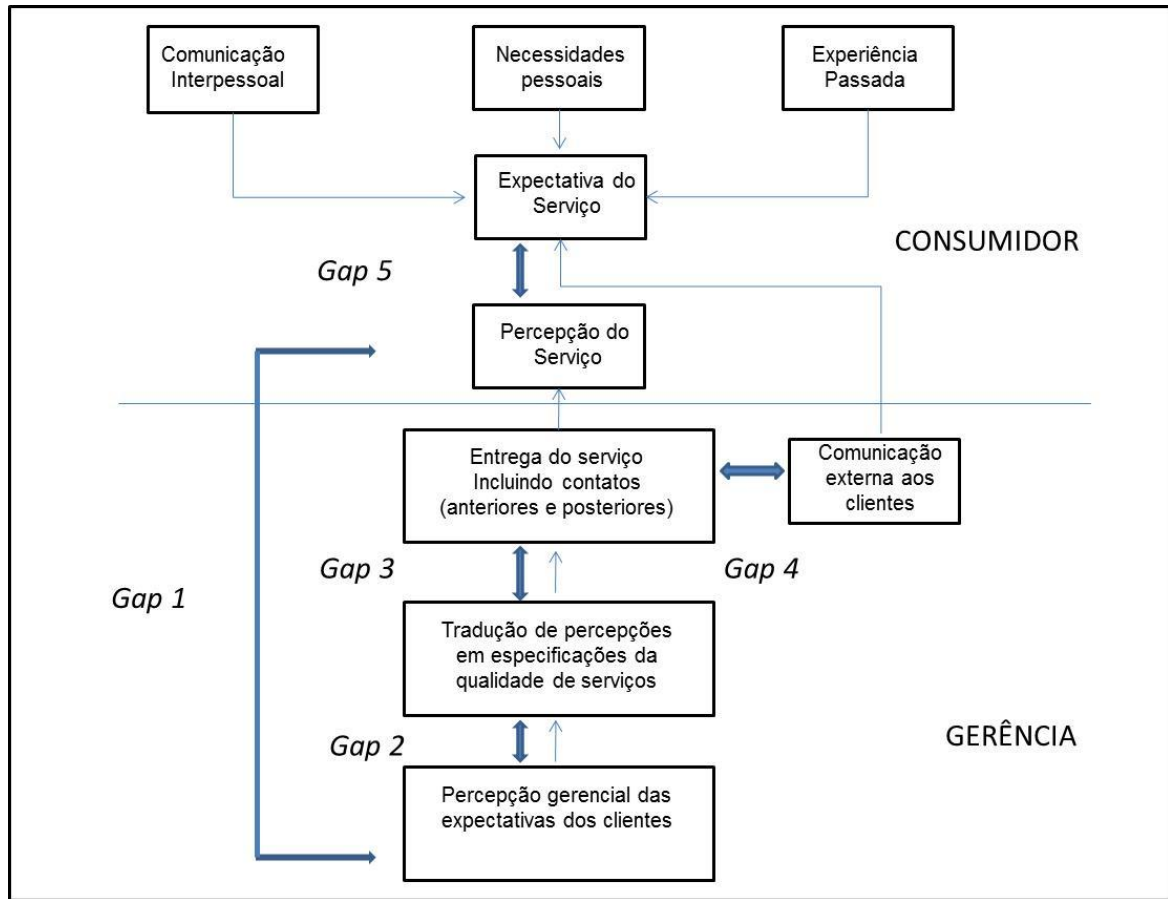 Comunicação
Interpessoal
Necessidades
pessoais
Experiência
Passada
Expectativa do
Serviço
CONSUMIDOR
Gap 5
Percepção do
Serviço
Entrega do serviço
Incluindo contatos
(anteriores e posteriores)
Comunicação
externa aos
clientes
Gap 3
Gap 4
Gap 1
Tradução de percepções
em especificações da
qualidade de serviços
GERÊNCIA
Gap 2
Percepção gerencial das
expectativas dos clientes